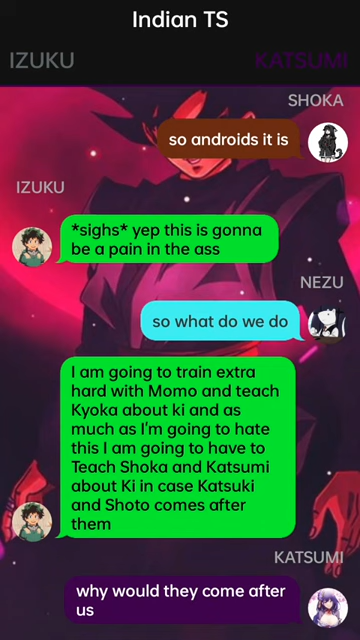 Indian TS
IZUKU
KATSUMI
SHOKA
so androids it is
IZUKU
*sighs* yep this is gonna
be a pain in the ass
NEZU
so what do we do
I am going to train extra
hard with Momo and teach
Kyoka about ki and as
much as I'm going to hate
this I am going to have to
Teach Shoka and Katsumi
about Ki in case Katsuki
and Shoto comes after
them
KATSUMI
why would they come after
us